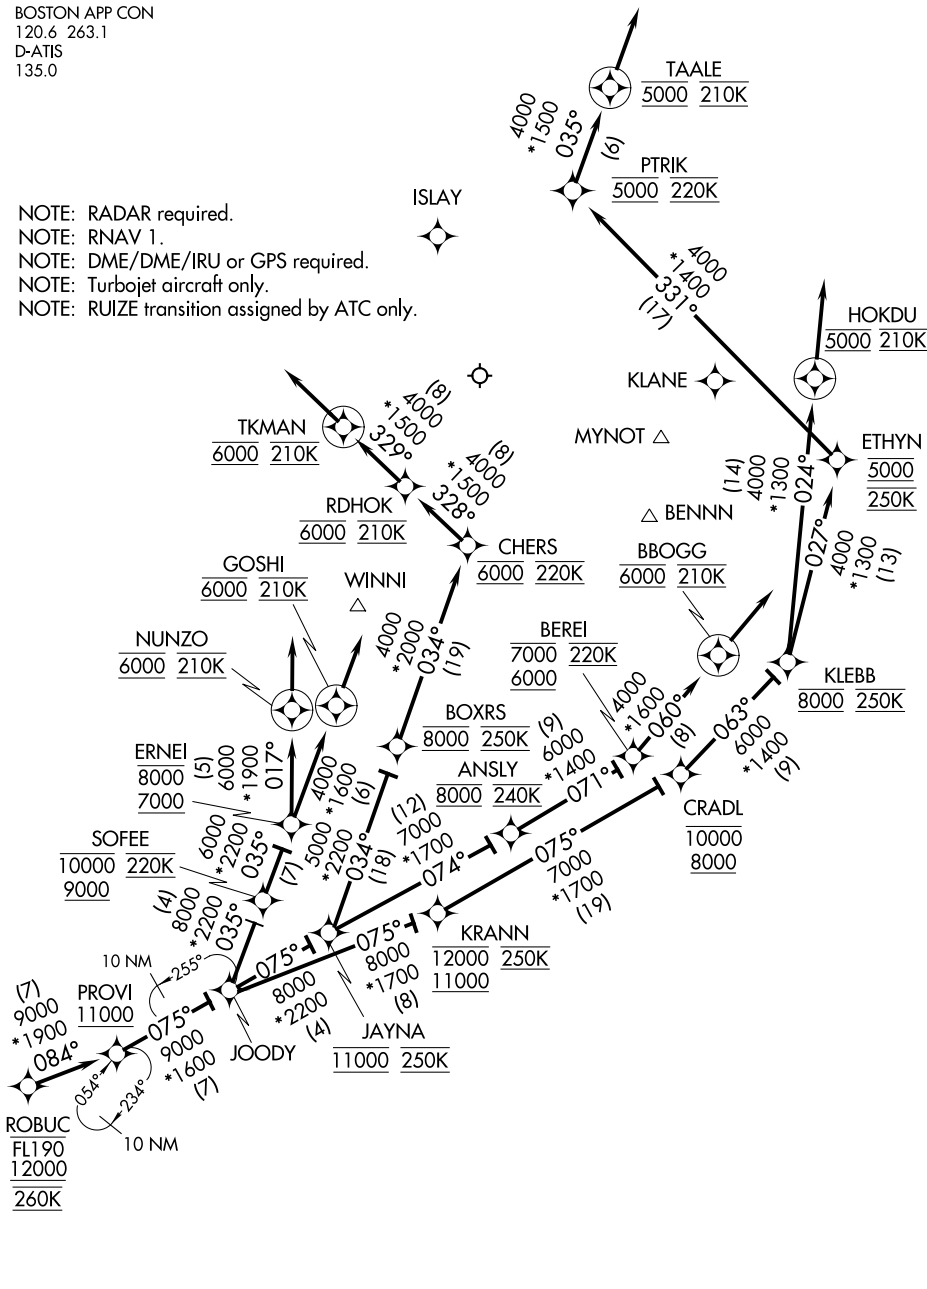 BOSTON APP CON
120.6 263.1
D-ATIS
135.0
TAALE
5000 210K
4000
*1500
035°
(6)
PTRIK
5000 220K
ISLAY
NOTE: RADAR required.
NOTE: RNAV 1.
NOTE: DME/DME/IRU or GPS required.
NOTE: Turbojet aircraft only.
NOTE: RUIZE transition assigned by ATC only.
4000
*1400
331°
(17)
HOKDU
5000 210K
KLANE
MYNOT
ETHYN
5000
250K
(14)
4000
*1300
024°
027°
4000
*1300
(13)
BENNN
TKMAN
6000 210K
(8)
4000
*1500
329°
(8)
4000
*1500
328°
RDHOK
6000 210K
CHERS
6000 220K
BBOGG
6000 210K
GOSHI
6000 210K
WINNI
NUNZO
6000 210K
4000
*2000
034°
(19)
BEREI
7000 220K
6000
4000
*1600
060°
(8)
KLEBB
8000 250K
063°
6000
*1400
(9)
BOXRS
8000 250K
(9)
6000
*1400
071°
ERNEI
8000
7000
(5)
6000
*1900
017°
4000
*1600
(6)
ANSLY
8000 240K
CRADL
10000
8000
SOFEE
10000 220K
9000
6000
*2200
035°
(7)
5000
*2200
034°
(18)
(12)
7000
*1700
074°
075°
7000
*1700
(19)
(4)
8000
*2200
035°
KRANN
12000 250K
11000
10 NM
255°
075°
8000
*2200
(4)
075°
8000
*1700
(8)
PROVI
11000
JOODY
JAYNA
11000 250K
(7)
9000
*1900
084°
075°
9000
*1600
(7)
054°
234°
10 NM
ROBUC
FL190
12000
260K